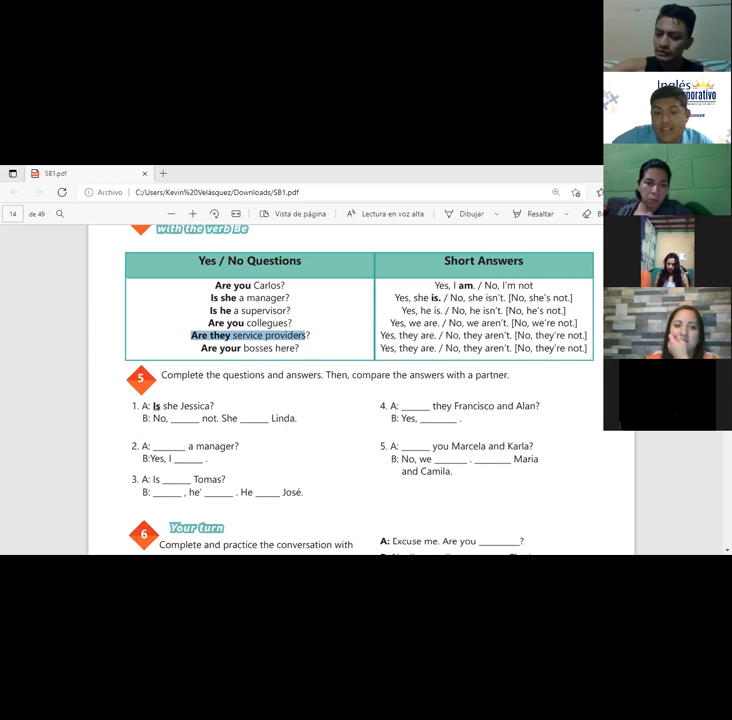 SB1.pdf
Archivo C:/Users/Kevin%20Velásquez/Downloads/SB1.pdf
14 de 49 Vista de página Lectura en voz alta Dibujar Resaltar B
with the verb Be
Yes / No Questions Short Answers
Are you Carlos? Yes, I am. / No, I'm not
Is she a manager? Yes, she is. / No, she isn't. [No, she's not.]
Is he a supervisor? Yes, he is. / No, he isn't. [No, he's not.]
Are you collegues? Yes, we are. / No, we aren't. [No, we're not.]
Are they service providers? Yes, they are. / No, they aren't. [No, they're not.]
Are your bosses here? Yes, they are. / No, they aren't. [No, they're not.]
5 Complete the questions and answers. Then, compare the answers with a partner.
1. A: Is she Jessica?
B: No, ______ not. She ______ Linda.
2. A: _______ a manager?
B:Yes, I ______ .
3. A: Is ______ Tomas?
B: ______ , he' ______ . He _____ José.
4. A: ______ they Francisco and Alan?
B: Yes, ________ .
5. A: ______ you Marcela and Karla?
B: No, we _______ . ________ Maria
and Camila.
6 Your turn
Complete and practice the conversation with
A: Excuse me. Are you _________?
Inglés